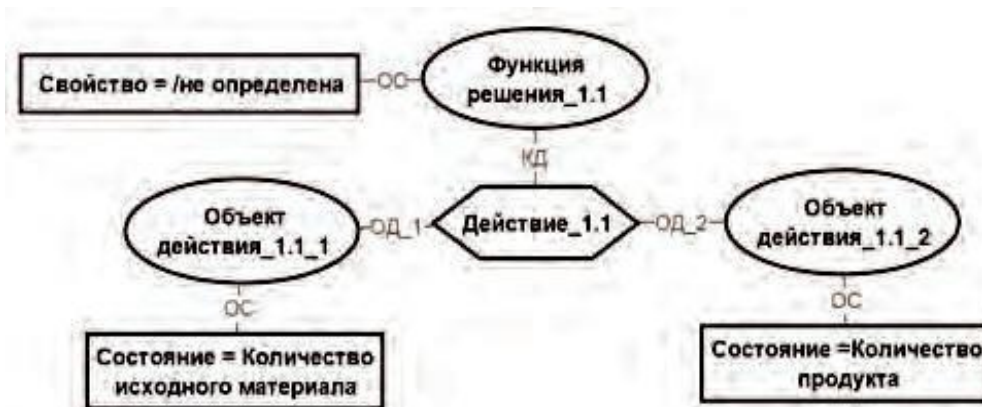 Функция
решения_1.1
Свойство = /не определена
ОС
КД
Объект
действия_1.1_1
ОД_1
Действие_1.1
ОД_2
Объект
действия_1.1_2
ОС
ОС
Состояние = Количество
исходного материала
Состояние =Количество
продукта